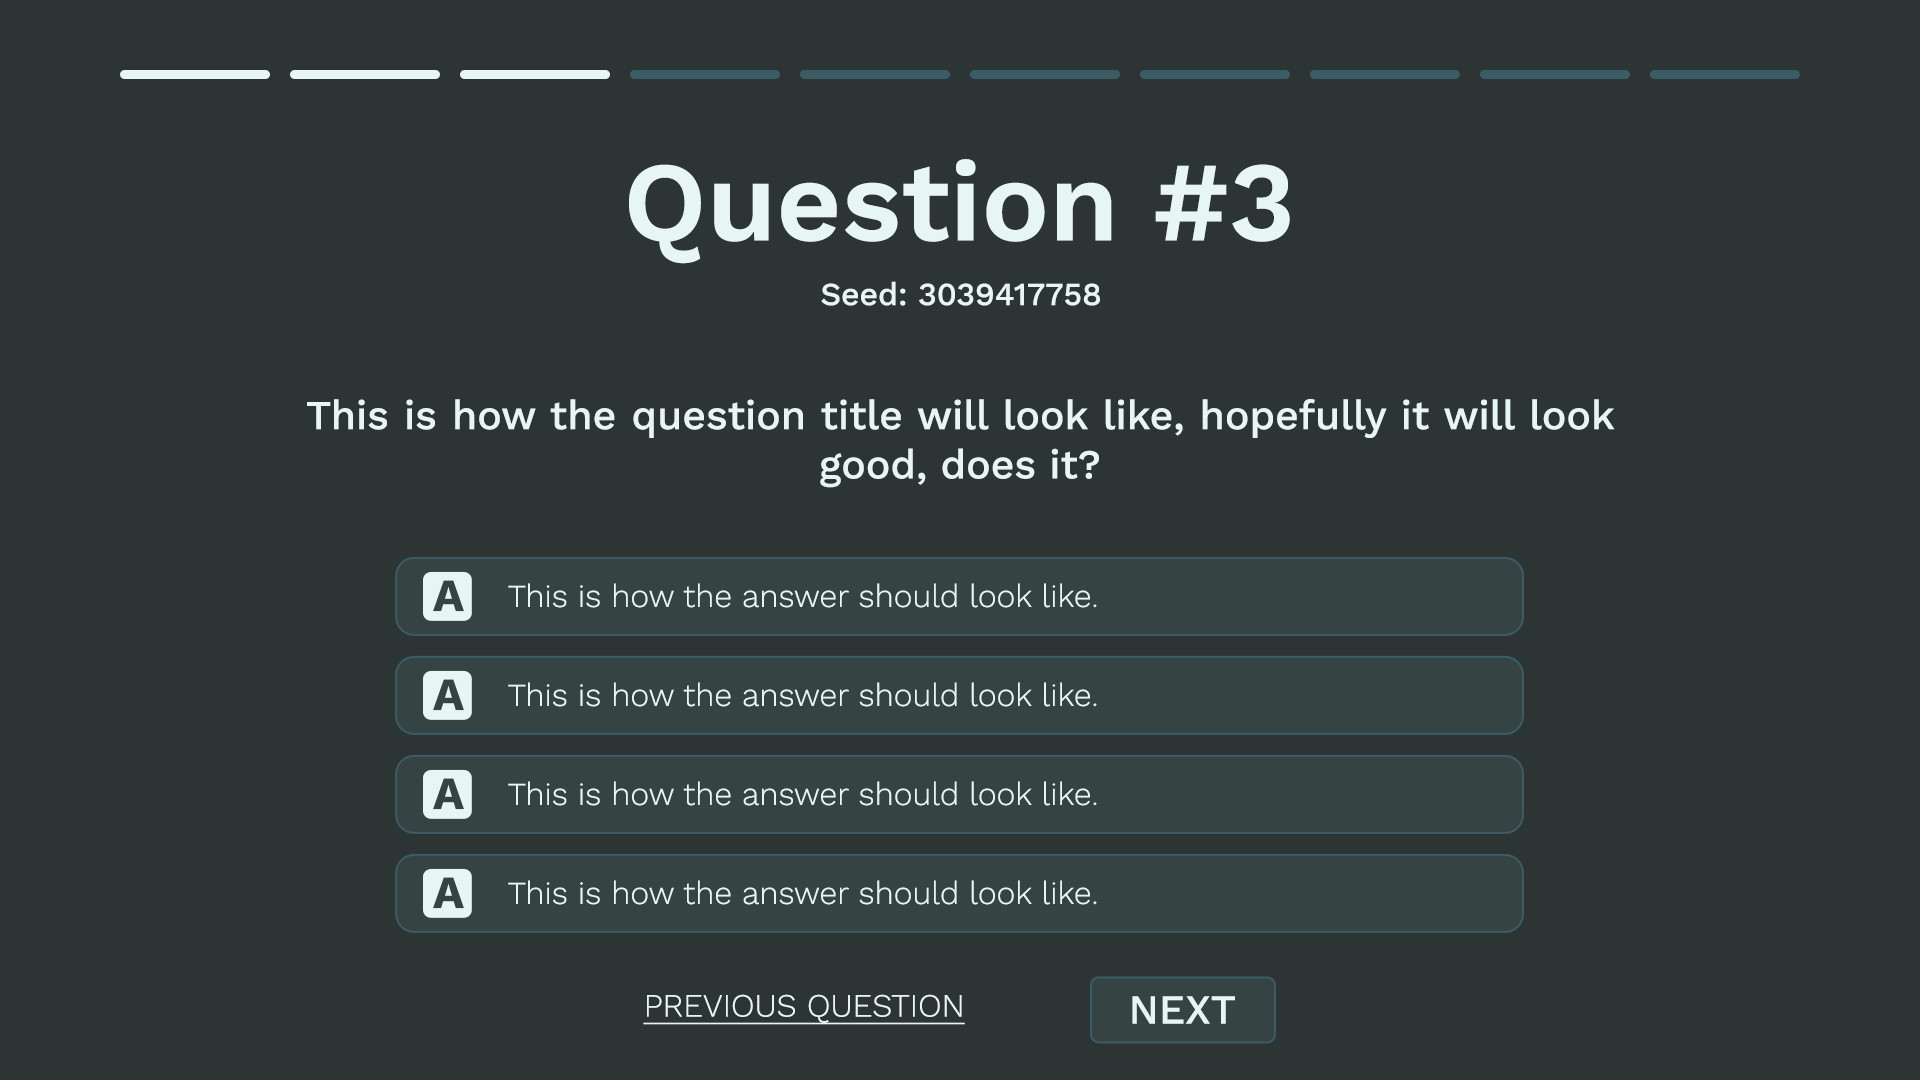 Question #3
Seed: 3039417758
This is how the question title will look like, hopefully it will look
good, does it?
A This is how the answer should look like.
A This is how the answer should look like.
A This is how the answer should look like.
A This is how the answer should look like.
PREVIOUS QUESTION NEXT